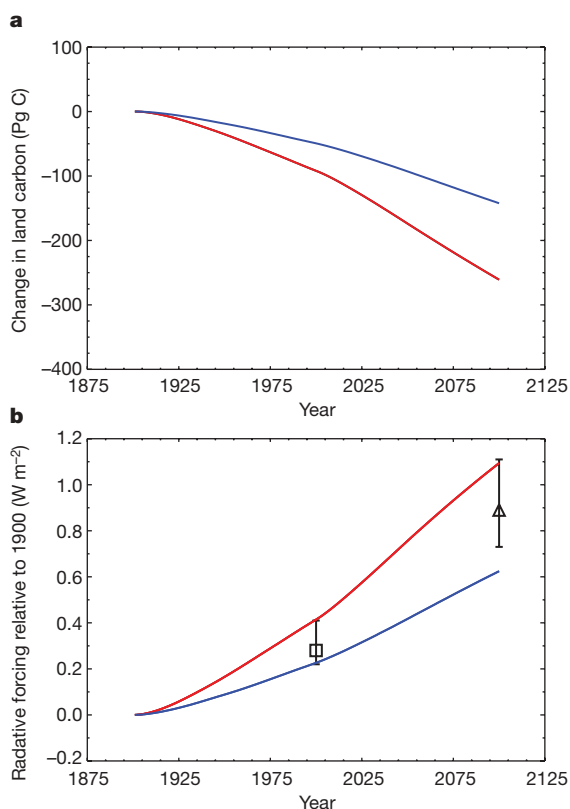 a
Change in land carbon (Pg C)
100
0
−100
−200
−300
−400
1875 1925 1975 2025 2075 2125
Year
b
Radative forcing relative to 1900 (W m⁻²)
1.2
1.0
0.8
0.6
0.4
0.2
0.0
−0.2
1875 1925 1975 2025 2075 2125
Year